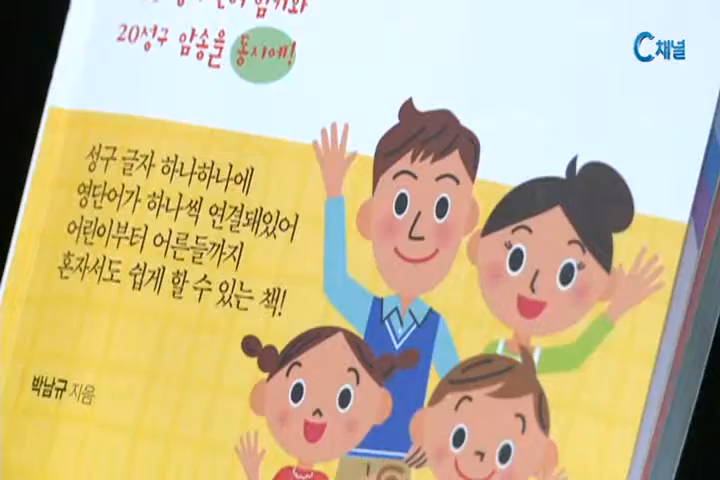 20성구 암송을 동시에!
C채널
성구 글자 하나하나에
영단어가 하나씩 연결돼있어
어린이부터 어른들까지
혼자서도 쉽게 할 수 있는 책!
박남규 지음